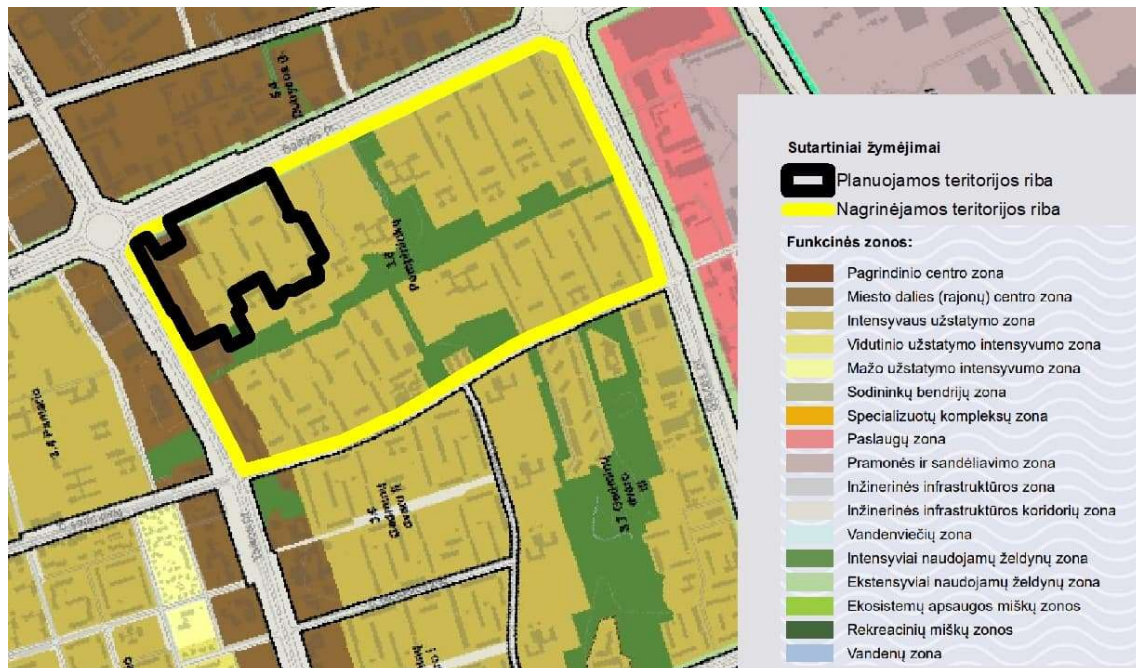 Sutartiniai žymėjimai
Planuojamos teritorijos riba
Nagrinėjamos teritorijos riba
Funkcinės zonos:
Pagrindinio centro zona
Miesto dalies (rajonų) centro zona
Intensyvaus užstatymo zona
Vidutinio užstatymo intensyvumo zona
Mažo užstatymo intensyvumo zona
Sodininkų bendrijų zona
Specializuotų kompleksų zona
Paslaugų zona
Pramonės ir sandėliavimo zona
Inžinerinės infrastruktūros zona
Inžinerinės infrastruktūros koridorių zona
Vandenviečių zona
Intensyviai naudojamų želdynų zona
Ekstensyviai naudojamų želdynų zona
Ekosistemų apsaugos miškų zonos
Rekreacinių miškų zonos
Vandenų zona